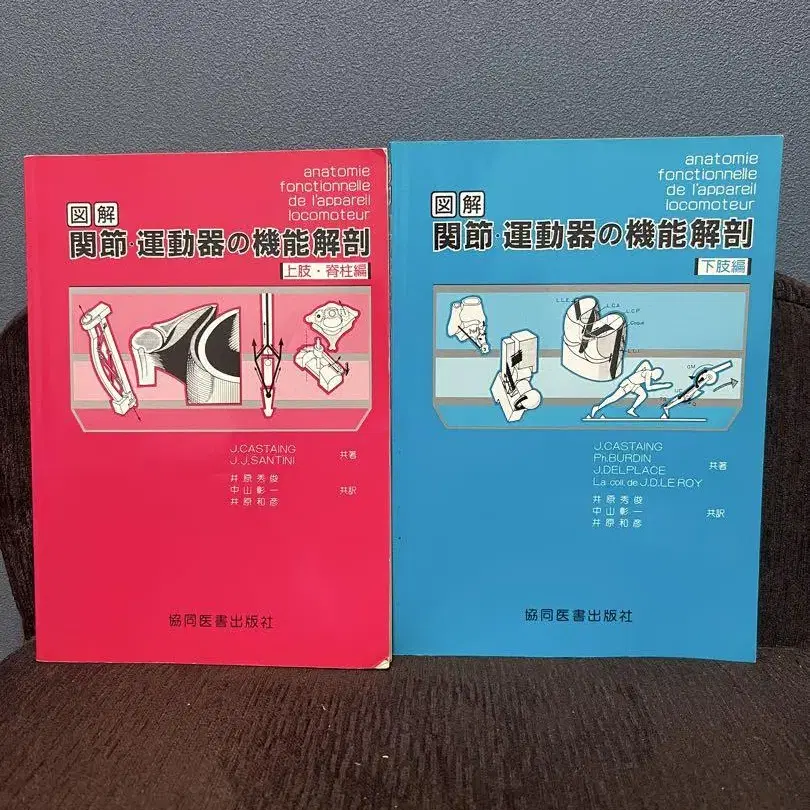 anatomie
fonctionnelle
de l'appareil
locomoteur
図解
関節・運動器の機能解剖
上肢・脊柱編
J.CASTAING
J.J.SANTINI
共著
井原秀俊
中山彰一
井原和彦
共訳
協同医書出版社
anatomie
fonctionnelle
de l'appareil
locomoteur
図解
関節・運動器の機能解剖
下肢編
L.L.E
L.C.A
L.C.P
Coque
L.L.I
GM
J.CASTAING
Ph.BURDIN
J.DELPLACE
La coll. de J.D.LE ROY
共著
井原秀俊
中山彰一
井原和彦
共訳
協同医書出版社